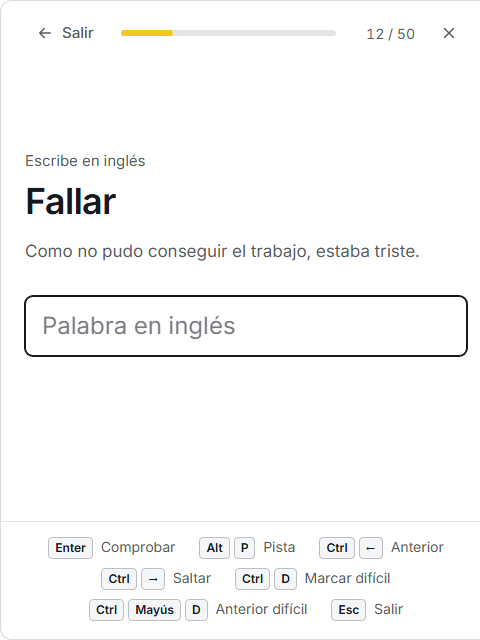 ← Salir 12 / 50 ×
Escribe en inglés
Fallar
Como no pudo conseguir el trabajo, estaba triste.
Palabra en inglés
Enter Comprobar Alt P Pista Ctrl ← Anterior
Ctrl → Saltar Ctrl D Marcar difícil
Ctrl Mayús D Anterior difícil Esc Salir